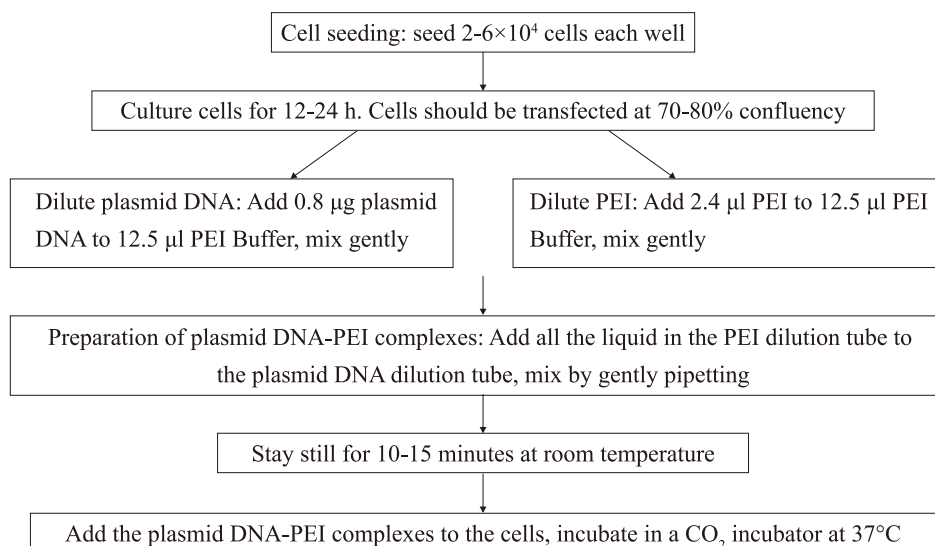 Cell seeding: seed 2-6×10⁴ cells each well
Culture cells for 12-24 h. Cells should be transfected at 70-80% confluency
Dilute plasmid DNA: Add 0.8 μg plasmid
DNA to 12.5 μl PEI Buffer, mix gently
Dilute PEI: Add 2.4 μl PEI to 12.5 μl PEI
Buffer, mix gently
Preparation of plasmid DNA-PEI complexes: Add all the liquid in the PEI dilution tube to
the plasmid DNA dilution tube, mix by gently pipetting
Stay still for 10-15 minutes at room temperature
Add the plasmid DNA-PEI complexes to the cells, incubate in a CO₂ incubator at 37°C